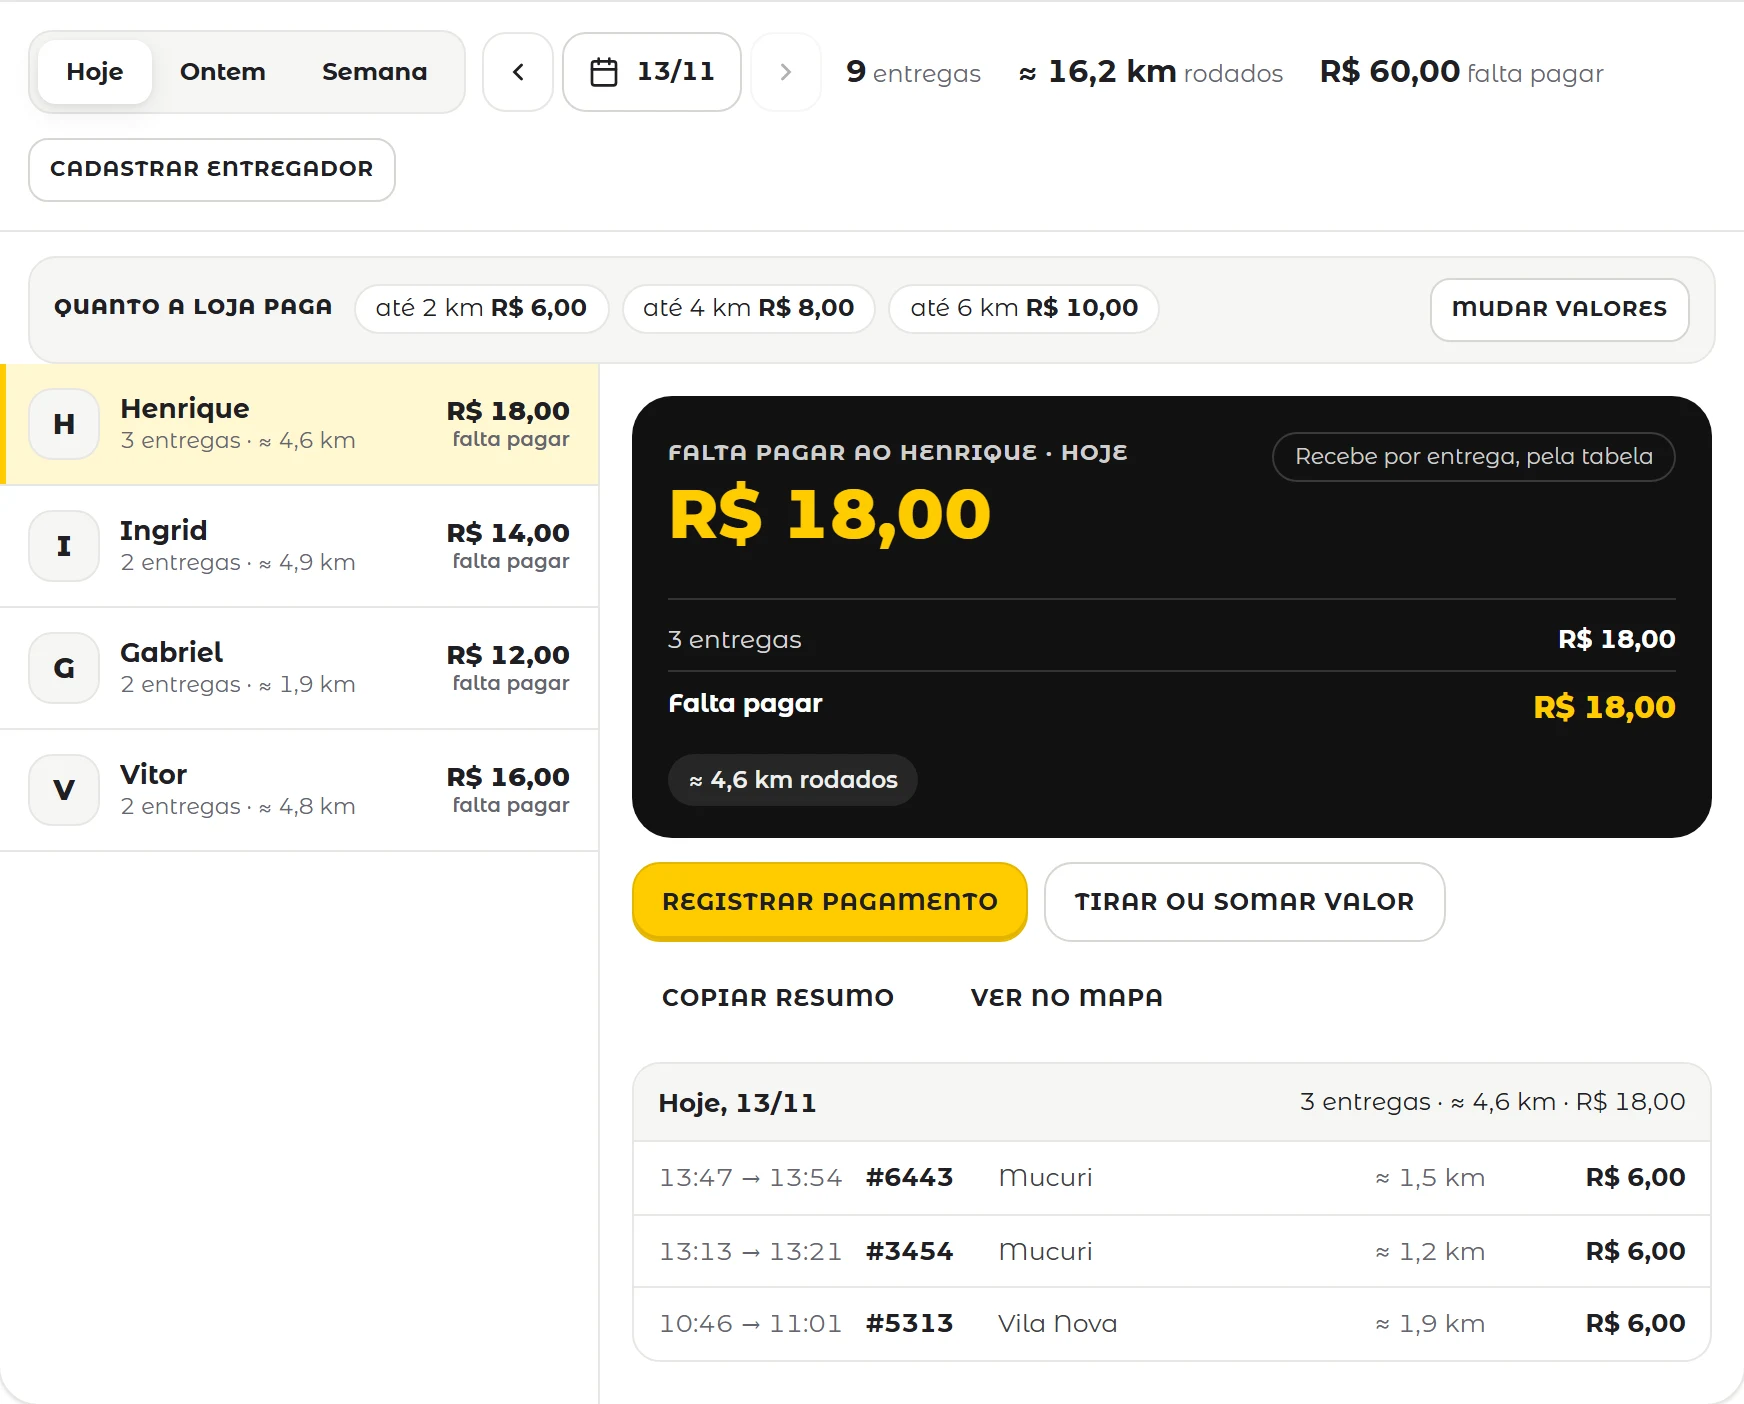 Hoje Ontem Semana 13/11 9 entregas ≈ 16,2 km rodados R$ 60,00 falta pagar
CADASTRAR ENTREGADOR
QUANTO A LOJA PAGA até 2 km R$ 6,00 até 4 km R$ 8,00 até 6 km R$ 10,00 MUDAR VALORES
H Henrique R$ 18,00
3 entregas · ≈ 4,6 km falta pagar
I Ingrid R$ 14,00
2 entregas · ≈ 4,9 km falta pagar
G Gabriel R$ 12,00
2 entregas · ≈ 1,9 km falta pagar
V Vitor R$ 16,00
2 entregas · ≈ 4,8 km falta pagar
FALTA PAGAR AO HENRIQUE · HOJE Recebe por entrega, pela tabela
R$ 18,00
3 entregas R$ 18,00
Falta pagar R$ 18,00
≈ 4,6 km rodados
REGISTRAR PAGAMENTO TIRAR OU SOMAR VALOR
COPIAR RESUMO VER NO MAPA
Hoje, 13/11 3 entregas · ≈ 4,6 km · R$ 18,00
13:47 → 13:54 #6443 Mucuri ≈ 1,5 km R$ 6,00
13:13 → 13:21 #3454 Mucuri ≈ 1,2 km R$ 6,00
10:46 → 11:01 #5313 Vila Nova ≈ 1,9 km R$ 6,00